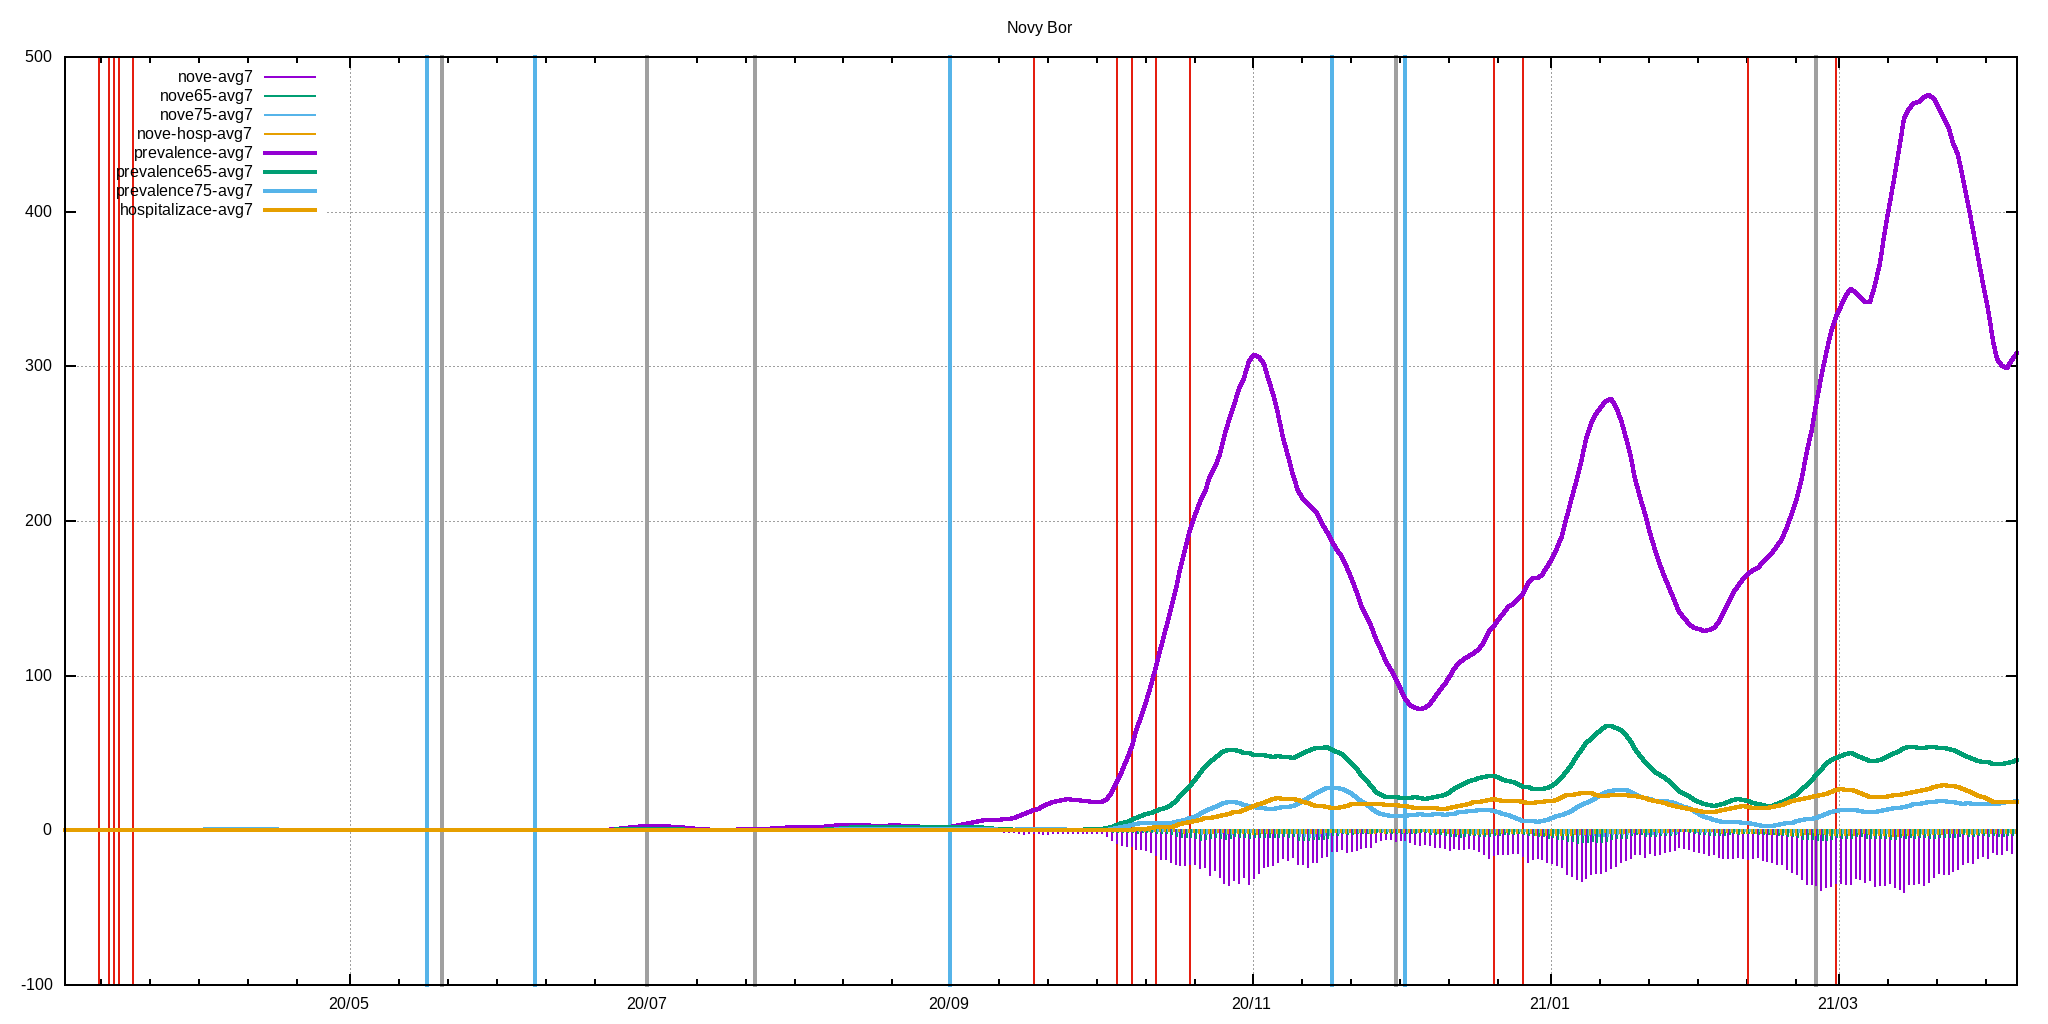 Novy Bor
500
400
300
200
100
0
-100
nove-avg7
nove65-avg7
nove75-avg7
nove-hosp-avg7
prevalence-avg7
prevalence65-avg7
prevalence75-avg7
hospitalizace-avg7
20/05
20/07
20/09
20/11
21/01
21/03